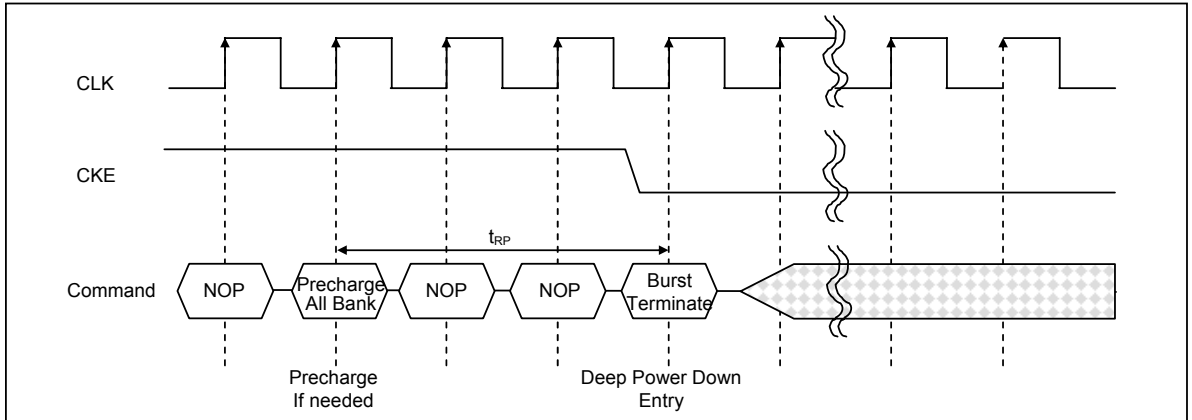 CLK
CKE
tRP
Command
NOP
Precharge
All Bank
NOP
NOP
Burst
Terminate
Precharge
If needed
Deep Power Down
Entry